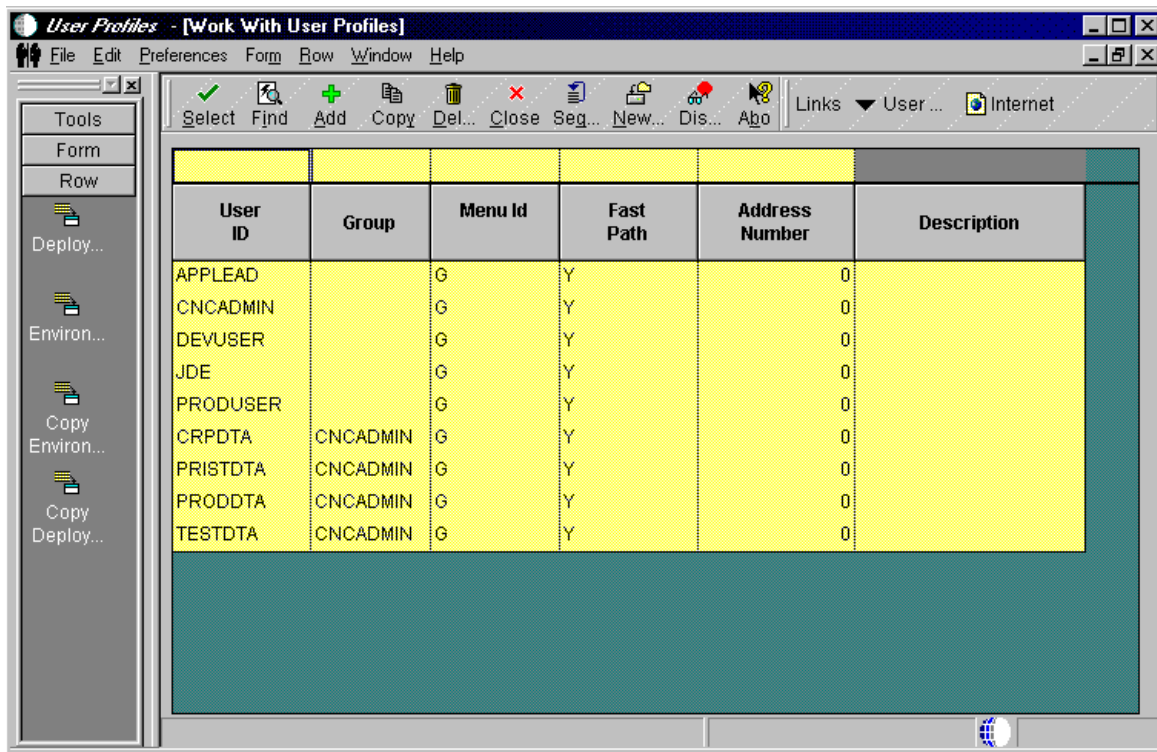 User Profiles - [Work With User Profiles]
File Edit Preferences Form Row Window Help
Select Find Add Copy Del... Close Seq... New... Dis... Abo Links User ... Internet
Tools
Form
Row
Deploy...
Environ...
Copy
Environ...
Copy
Deploy...
User ID Group Menu Id Fast Path Address Number Description
APPLEAD G Y 0
CNCADMIN G Y 0
DEVUSER G Y 0
JDE G Y 0
PRODUSER G Y 0
CRPDTA CNCADMIN G Y 0
PRISTDTA CNCADMIN G Y 0
PRODDTA CNCADMIN G Y 0
TESTDTA CNCADMIN G Y 0